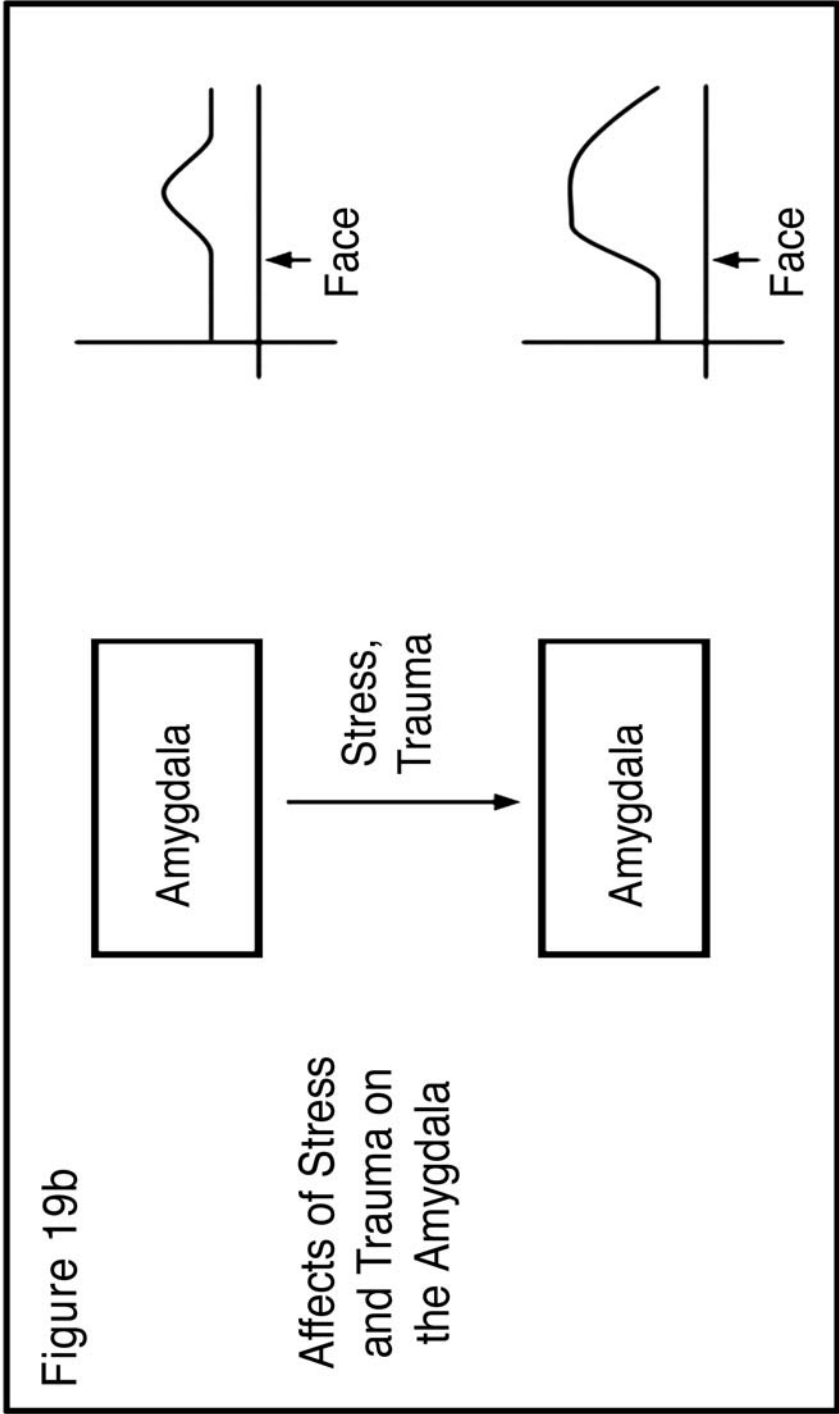 Figure 19b
Affects of Stress
and Trauma on
the Amygdala
Amygdala
Stress,
Trauma
Amygdala
Face
Face